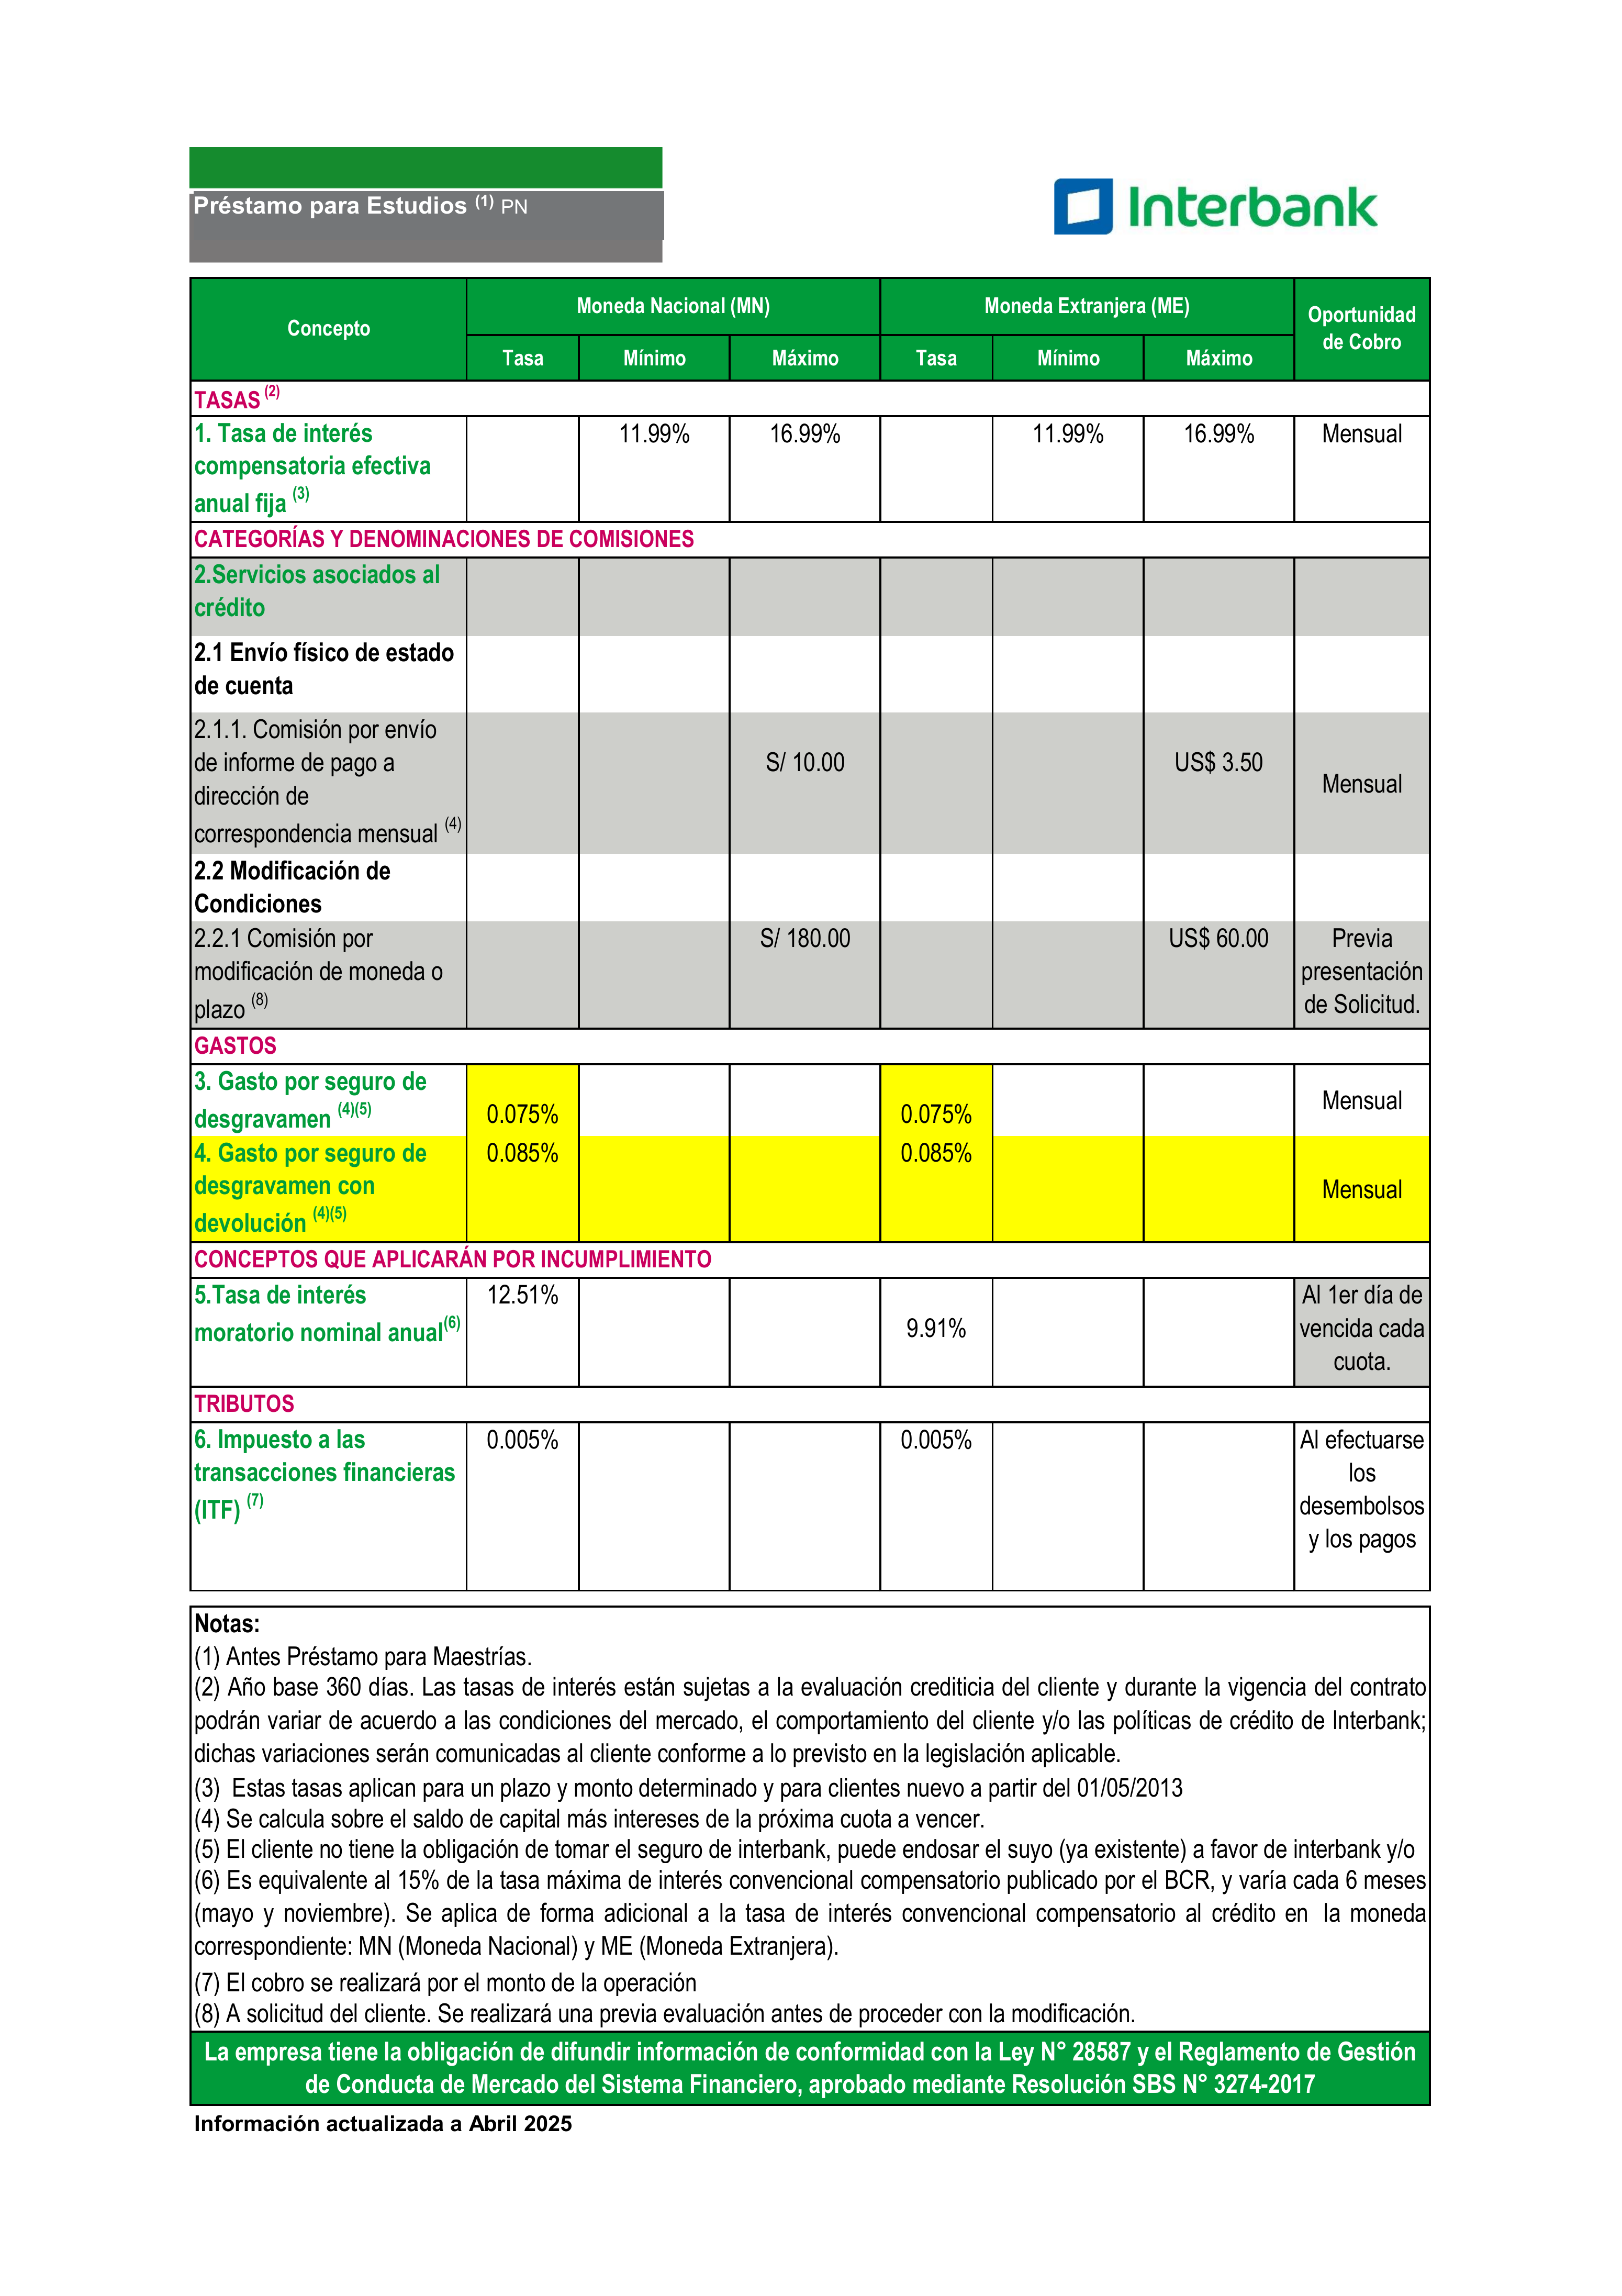 Préstamo para Estudios (1) PN
Interbank
Concepto
Moneda Nacional (MN)
Moneda Extranjera (ME)
Oportunidad
de Cobro
Tasa Mínimo Máximo Tasa Mínimo Máximo
TASAS (2)
1. Tasa de interés 11.99% 16.99% 11.99% 16.99% Mensual
compensatoria efectiva
anual fija (3)
CATEGORÍAS Y DENOMINACIONES DE COMISIONES
2.Servicios asociados al
crédito
2.1 Envío físico de estado
de cuenta
2.1.1. Comisión por envío
de informe de pago a S/ 10.00 US$ 3.50 Mensual
dirección de
correspondencia mensual (4)
2.2 Modificación de
Condiciones
2.2.1 Comisión por S/ 180.00 US$ 60.00 Previa
modificación de moneda o presentación
plazo (8) de Solicitud.
GASTOS
3. Gasto por seguro de Mensual
desgravamen (4)(5) 0.075% 0.075%
4. Gasto por seguro de 0.085% 0.085%
desgravamen con Mensual
devolución (4)(5)
CONCEPTOS QUE APLICARÁN POR INCUMPLIMIENTO
5.Tasa de interés 12.51% Al 1er día de
moratorio nominal anual(6) 9.91% vencida cada
cuota.
TRIBUTOS
6. Impuesto a las 0.005% 0.005% Al efectuarse
transacciones financieras los
(ITF) (7) desembolsos
y los pagos
Notas:
(1) Antes Préstamo para Maestrías.
(2) Año base 360 días. Las tasas de interés están sujetas a la evaluación crediticia del cliente y durante la vigencia del contrato
podrán variar de acuerdo a las condiciones del mercado, el comportamiento del cliente y/o las políticas de crédito de Interbank;
dichas variaciones serán comunicadas al cliente conforme a lo previsto en la legislación aplicable.
(3)  Estas tasas aplican para un plazo y monto determinado y para clientes nuevo a partir del 01/05/2013
(4) Se calcula sobre el saldo de capital más intereses de la próxima cuota a vencer.
(5) El cliente no tiene la obligación de tomar el seguro de interbank, puede endosar el suyo (ya existente) a favor de interbank y/o
(6) Es equivalente al 15% de la tasa máxima de interés convencional compensatorio publicado por el BCR, y varía cada 6 meses
(mayo y noviembre). Se aplica de forma adicional a la tasa de interés convencional compensatorio al crédito en  la moneda
correspondiente: MN (Moneda Nacional) y ME (Moneda Extranjera).
(7) El cobro se realizará por el monto de la operación
(8) A solicitud del cliente. Se realizará una previa evaluación antes de proceder con la modificación.
La empresa tiene la obligación de difundir información de conformidad con la Ley N° 28587 y el Reglamento de Gestión
de Conducta de Mercado del Sistema Financiero, aprobado mediante Resolución SBS N° 3274-2017
Información actualizada a Abril 2025